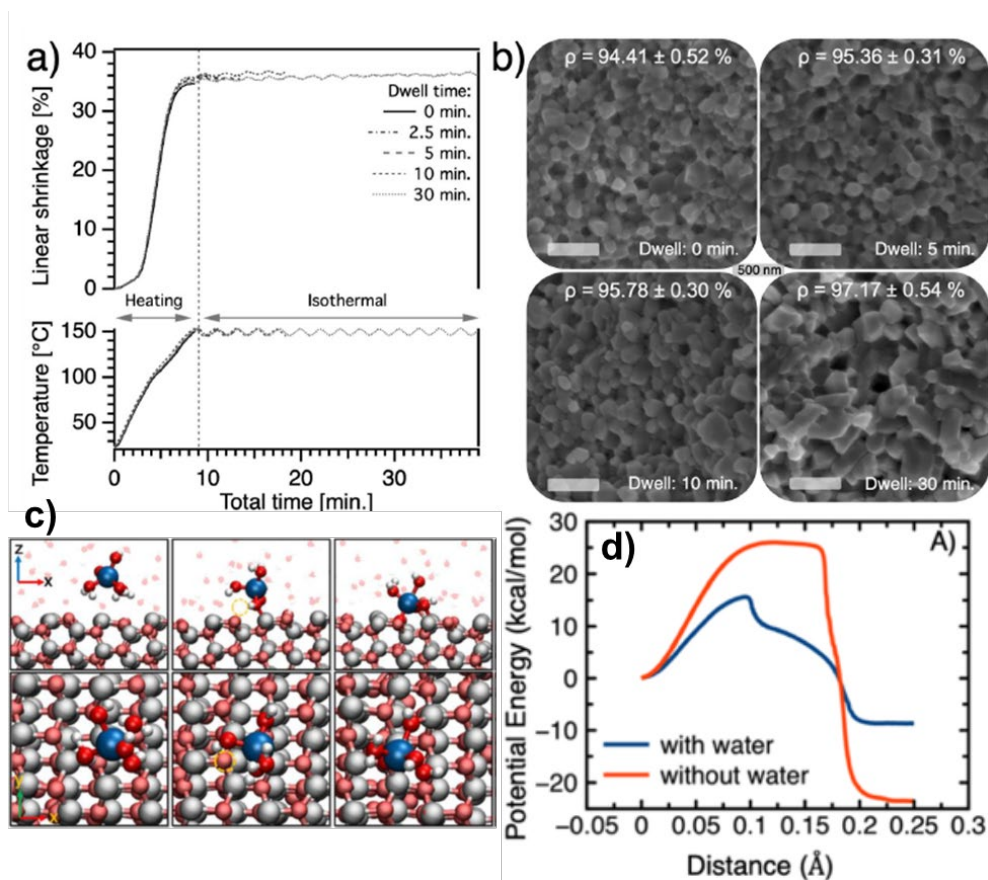 a)
40
30
20
10
0
Linear shrinkage [%]
Dwell time:
0 min.
2.5 min.
5 min.
10 min.
30 min.
Heating
Isothermal
150
100
50
Temperature [°C]
0
10
20
30
Total time [min.]
b)
ρ = 94.41 ± 0.52 %
Dwell: 0 min.
ρ = 95.36 ± 0.31 %
Dwell: 5 min.
500 nm
ρ = 95.78 ± 0.30 %
Dwell: 10 min.
ρ = 97.17 ± 0.54 %
Dwell: 30 min.
c)
z
x
y
x
d)
A)
30
20
10
0
−10
−20
Potential Energy (kcal/mol)
with water
without water
−0.05
0
0.05
0.1
0.15
0.2
0.25
0.3
Distance (Å)